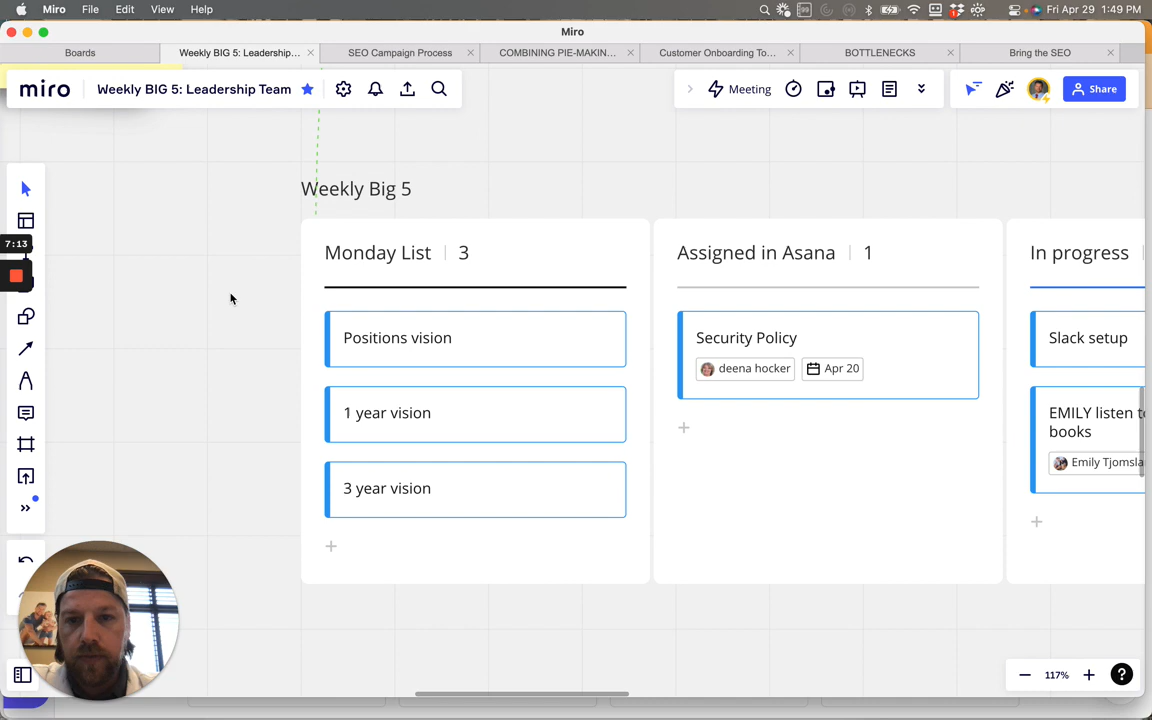 Miro File Edit View Window Help
Fri Apr 29 1:49 PM
Miro
Boards
Weekly BIG 5: Leadership...
SEO Campaign Process
COMBINING PIE-MAKIN...
Customer Onboarding To...
BOTTLENECKS
Bring the SEO
miro
Weekly BIG 5: Leadership Team
Meeting
Share
7:13
Weekly Big 5
Monday List 3
Assigned in Asana 1
In progress
Positions vision
1 year vision
3 year vision
Security Policy
deena hocker
Apr 20
Slack setup
EMILY listen to
books
Emily Tjomsla
117%